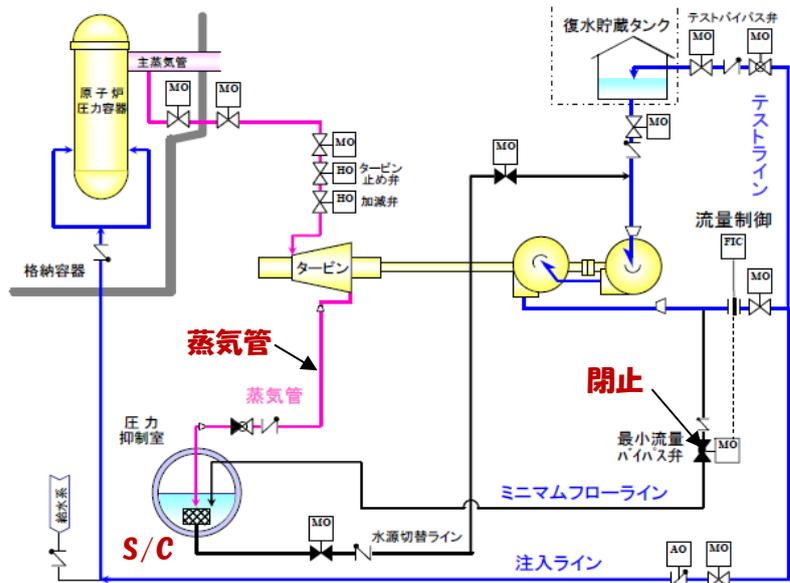 テストバイパス弁
復水貯蔵タンク
MO
MO
主蒸気管
原子炉
圧力容器
MO
MO
MO
MO
テストライン
MO
HO
タービン
止め弁
HO
加減弁
流量制御
FIC
MO
格納容器
タービン
蒸気管
蒸気管
閉止
圧力
抑制室
最小流量
バイパス弁
MO
ミニマムフローライン
給水系
S/C
MO
水源切替ライン
注入ライン
AO
MO